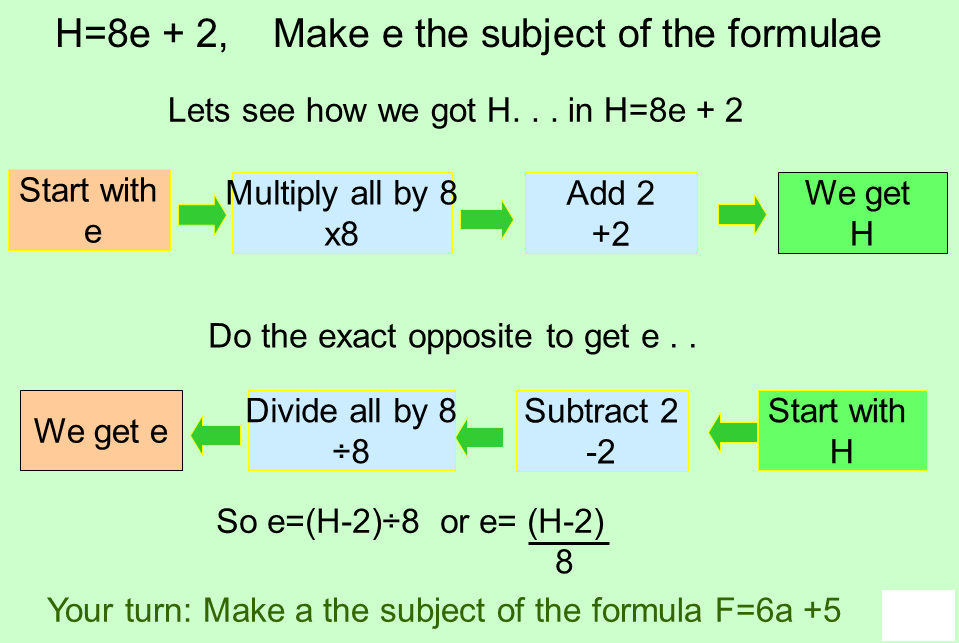 H=8e + 2, Make e the subject of the formulae
Lets see how we got H. . . in H=8e + 2
Start with
e
Multiply all by 8
x8
Add 2
+2
We get
H
Do the exact opposite to get e . .
We get e
Divide all by 8
÷8
Subtract 2
-2
Start with
H
So e=(H-2)÷8 or e= (H-2)
8
Your turn: Make a the subject of the formula F=6a +5